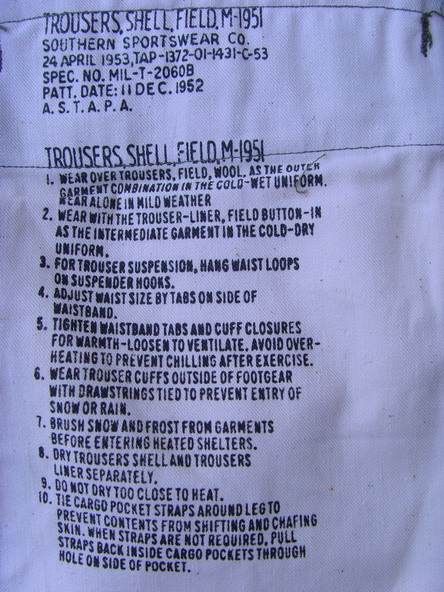 TROUSERS, SHELL, FIELD, M-1951
SOUTHERN SPORTSWEAR CO.
24 APRIL 1953, TAP-1372-01-1431-C-53
SPEC. NO. MIL-T-2060B
PATT. DATE: 11 DEC. 1952
A. S. T. A. P. A.
TROUSERS, SHELL, FIELD, M-1951
1. WEAR OVER TROUSERS, FIELD, WOOL, AS THE OUTER
GARMENT COMBINATION IN THE COLD-WET UNIFORM.
WEAR ALONE IN MILD WEATHER
2. WEAR WITH THE TROUSER-LINER, FIELD BUTTON-IN
AS THE INTERMEDIATE GARMENT IN THE COLD-DRY
UNIFORM.
3. FOR TROUSER SUSPENSION, HANG WAIST LOOPS
ON SUSPENDER HOOKS.
4. ADJUST WAIST SIZE BY TABS ON SIDE OF
WAISTBAND.
5. TIGHTEN WAISTBAND TABS AND CUFF CLOSURES
FOR WARMTH-LOOSEN TO VENTILATE. AVOID OVER-
HEATING TO PREVENT CHILLING AFTER EXERCISE.
6. WEAR TROUSER CUFFS OUTSIDE OF FOOTGEAR
WITH DRAWSTRINGS TIED TO PREVENT ENTRY OF
SNOW OR RAIN.
7. BRUSH SNOW AND FROST FROM GARMENTS
BEFORE ENTERING HEATED SHELTERS.
8. DRY TROUSERS SHELL AND TROUSERS
LINER SEPARATELY.
9. DO NOT DRY TOO CLOSE TO HEAT.
10. TIE CARGO POCKET STRAPS AROUND LEG TO
PREVENT CONTENTS FROM SHIFTING AND CHAFING
SKIN. WHEN STRAPS ARE NOT REQUIRED, PULL
STRAPS BACK INSIDE CARGO POCKETS THROUGH
HOLE ON SIDE OF POCKET.